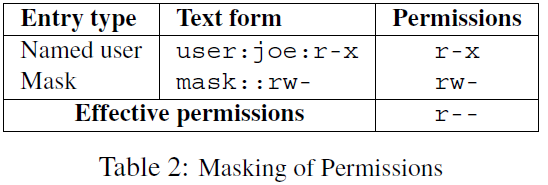 Entry type Text form Permissions
Named user user:joe:r-x r-x
Mask mask::rw- rw-
Effective permissions r--
Table 2: Masking of Permissions